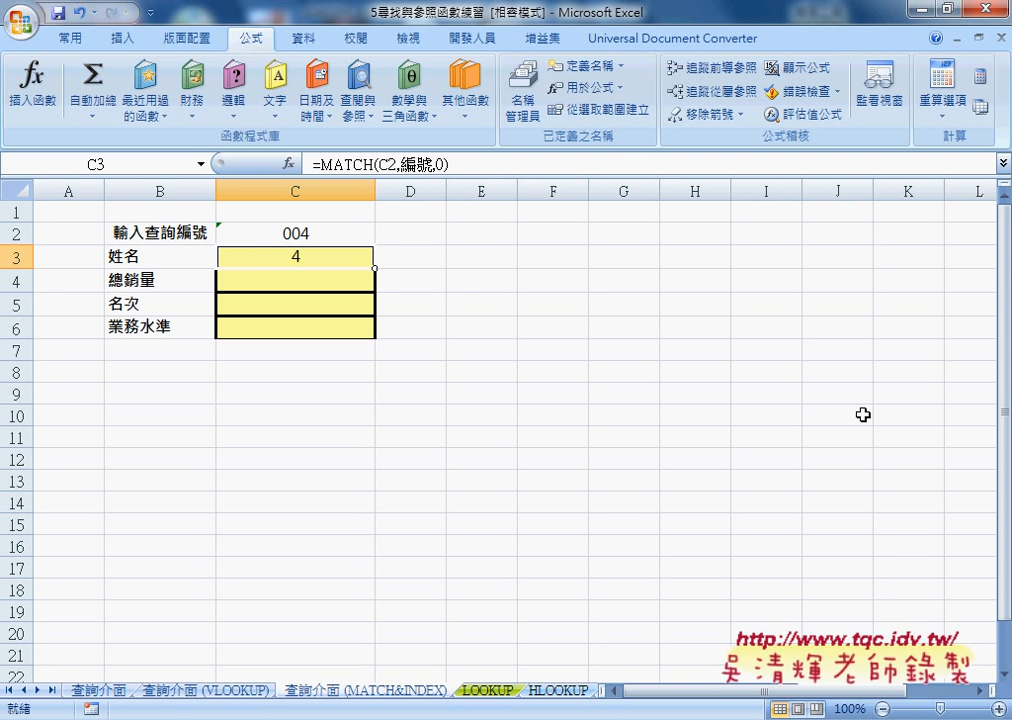 5尋找與參照函數練習 [相容模式] - Microsoft Excel
常用 插入 版面配置 公式 資料 校閱 檢視 開發人員 增益集 Universal Document Converter
插入函數
自動加總
最近用過的函數
財務
邏輯
文字
日期及時間
查閱與參照
數學與三角函數
其他函數
函數程式庫
名稱管理員
定義名稱
用於公式
從選取範圍建立
已定義之名稱
追蹤前導參照
追蹤從屬參照
移除箭號
顯示公式
錯誤檢查
評估值公式
公式稽核
監看視窗
重算選項
計算
C3 fx =MATCH(C2,編號,0)
A B C D E F G H I J K L
1
2 輸入查詢編號 004
3 姓名 4
4 總銷量
5 名次
6 業務水準
7
8
9
10
11
12
13
14
15
16
17
18
19
20
21
22
http://www.tqc.idv.tw/
吳清輝老師錄製
查詢介面 查詢介面 (VLOOKUP) 查詢介面 (MATCH&INDEX) LOOKUP HLOOKUP
就緒 100%